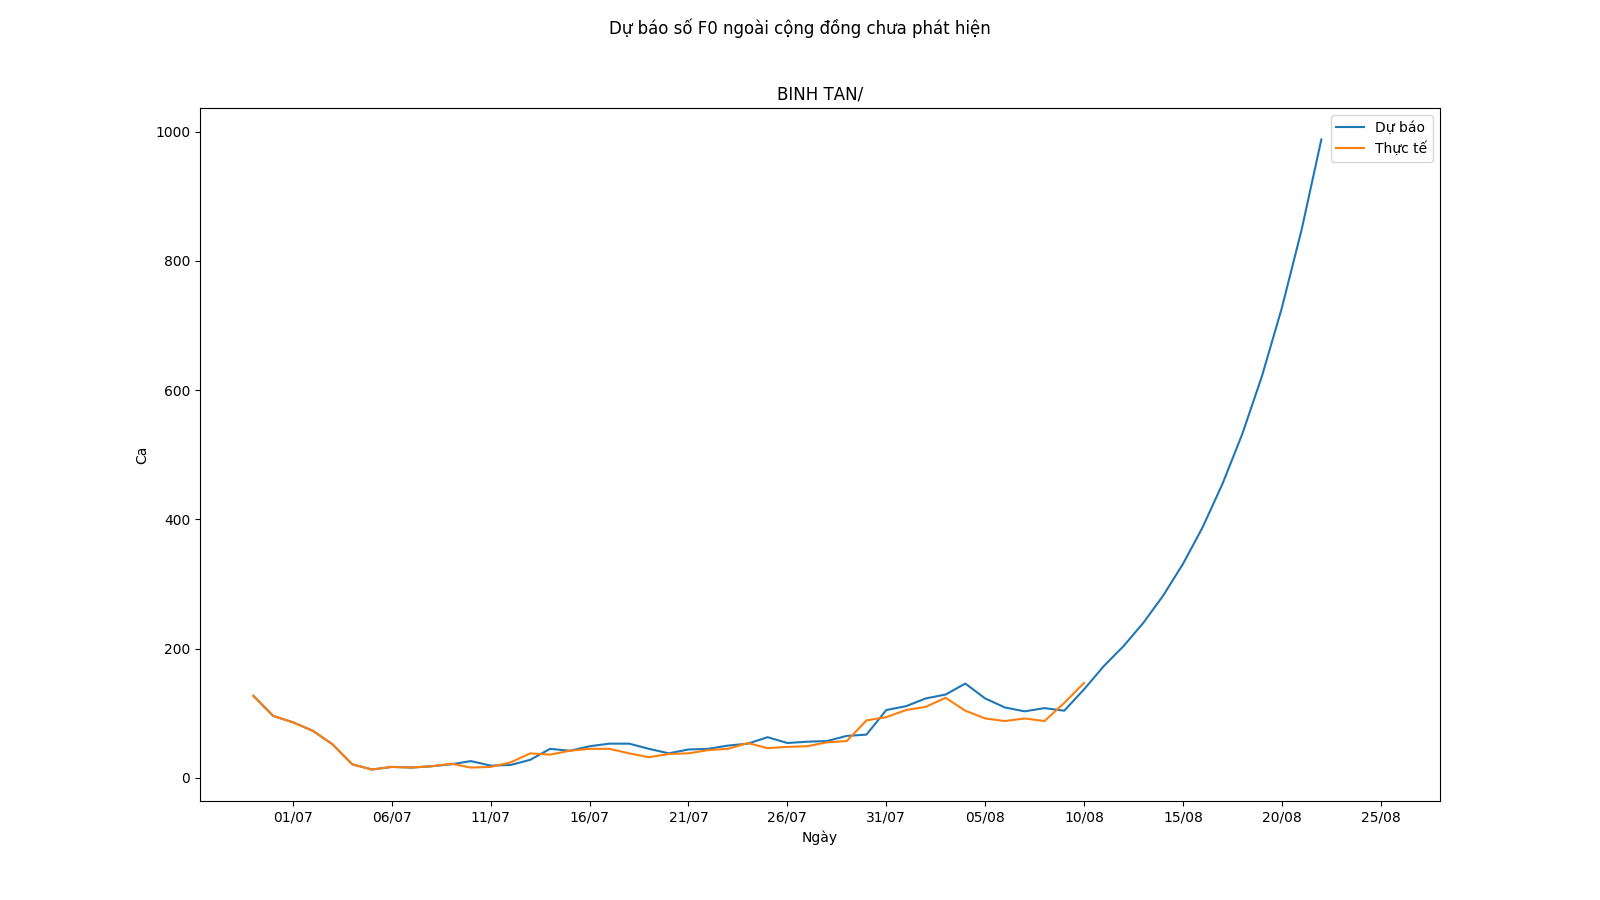 Dự báo số F0 ngoài cộng đồng chưa phát hiện
BINH TAN/
Dự báo
Thực tế
1000
800
600
400
200
0
Ca
01/07 06/07 11/07 16/07 21/07 26/07 31/07 05/08 10/08 15/08 20/08 25/08
Ngày